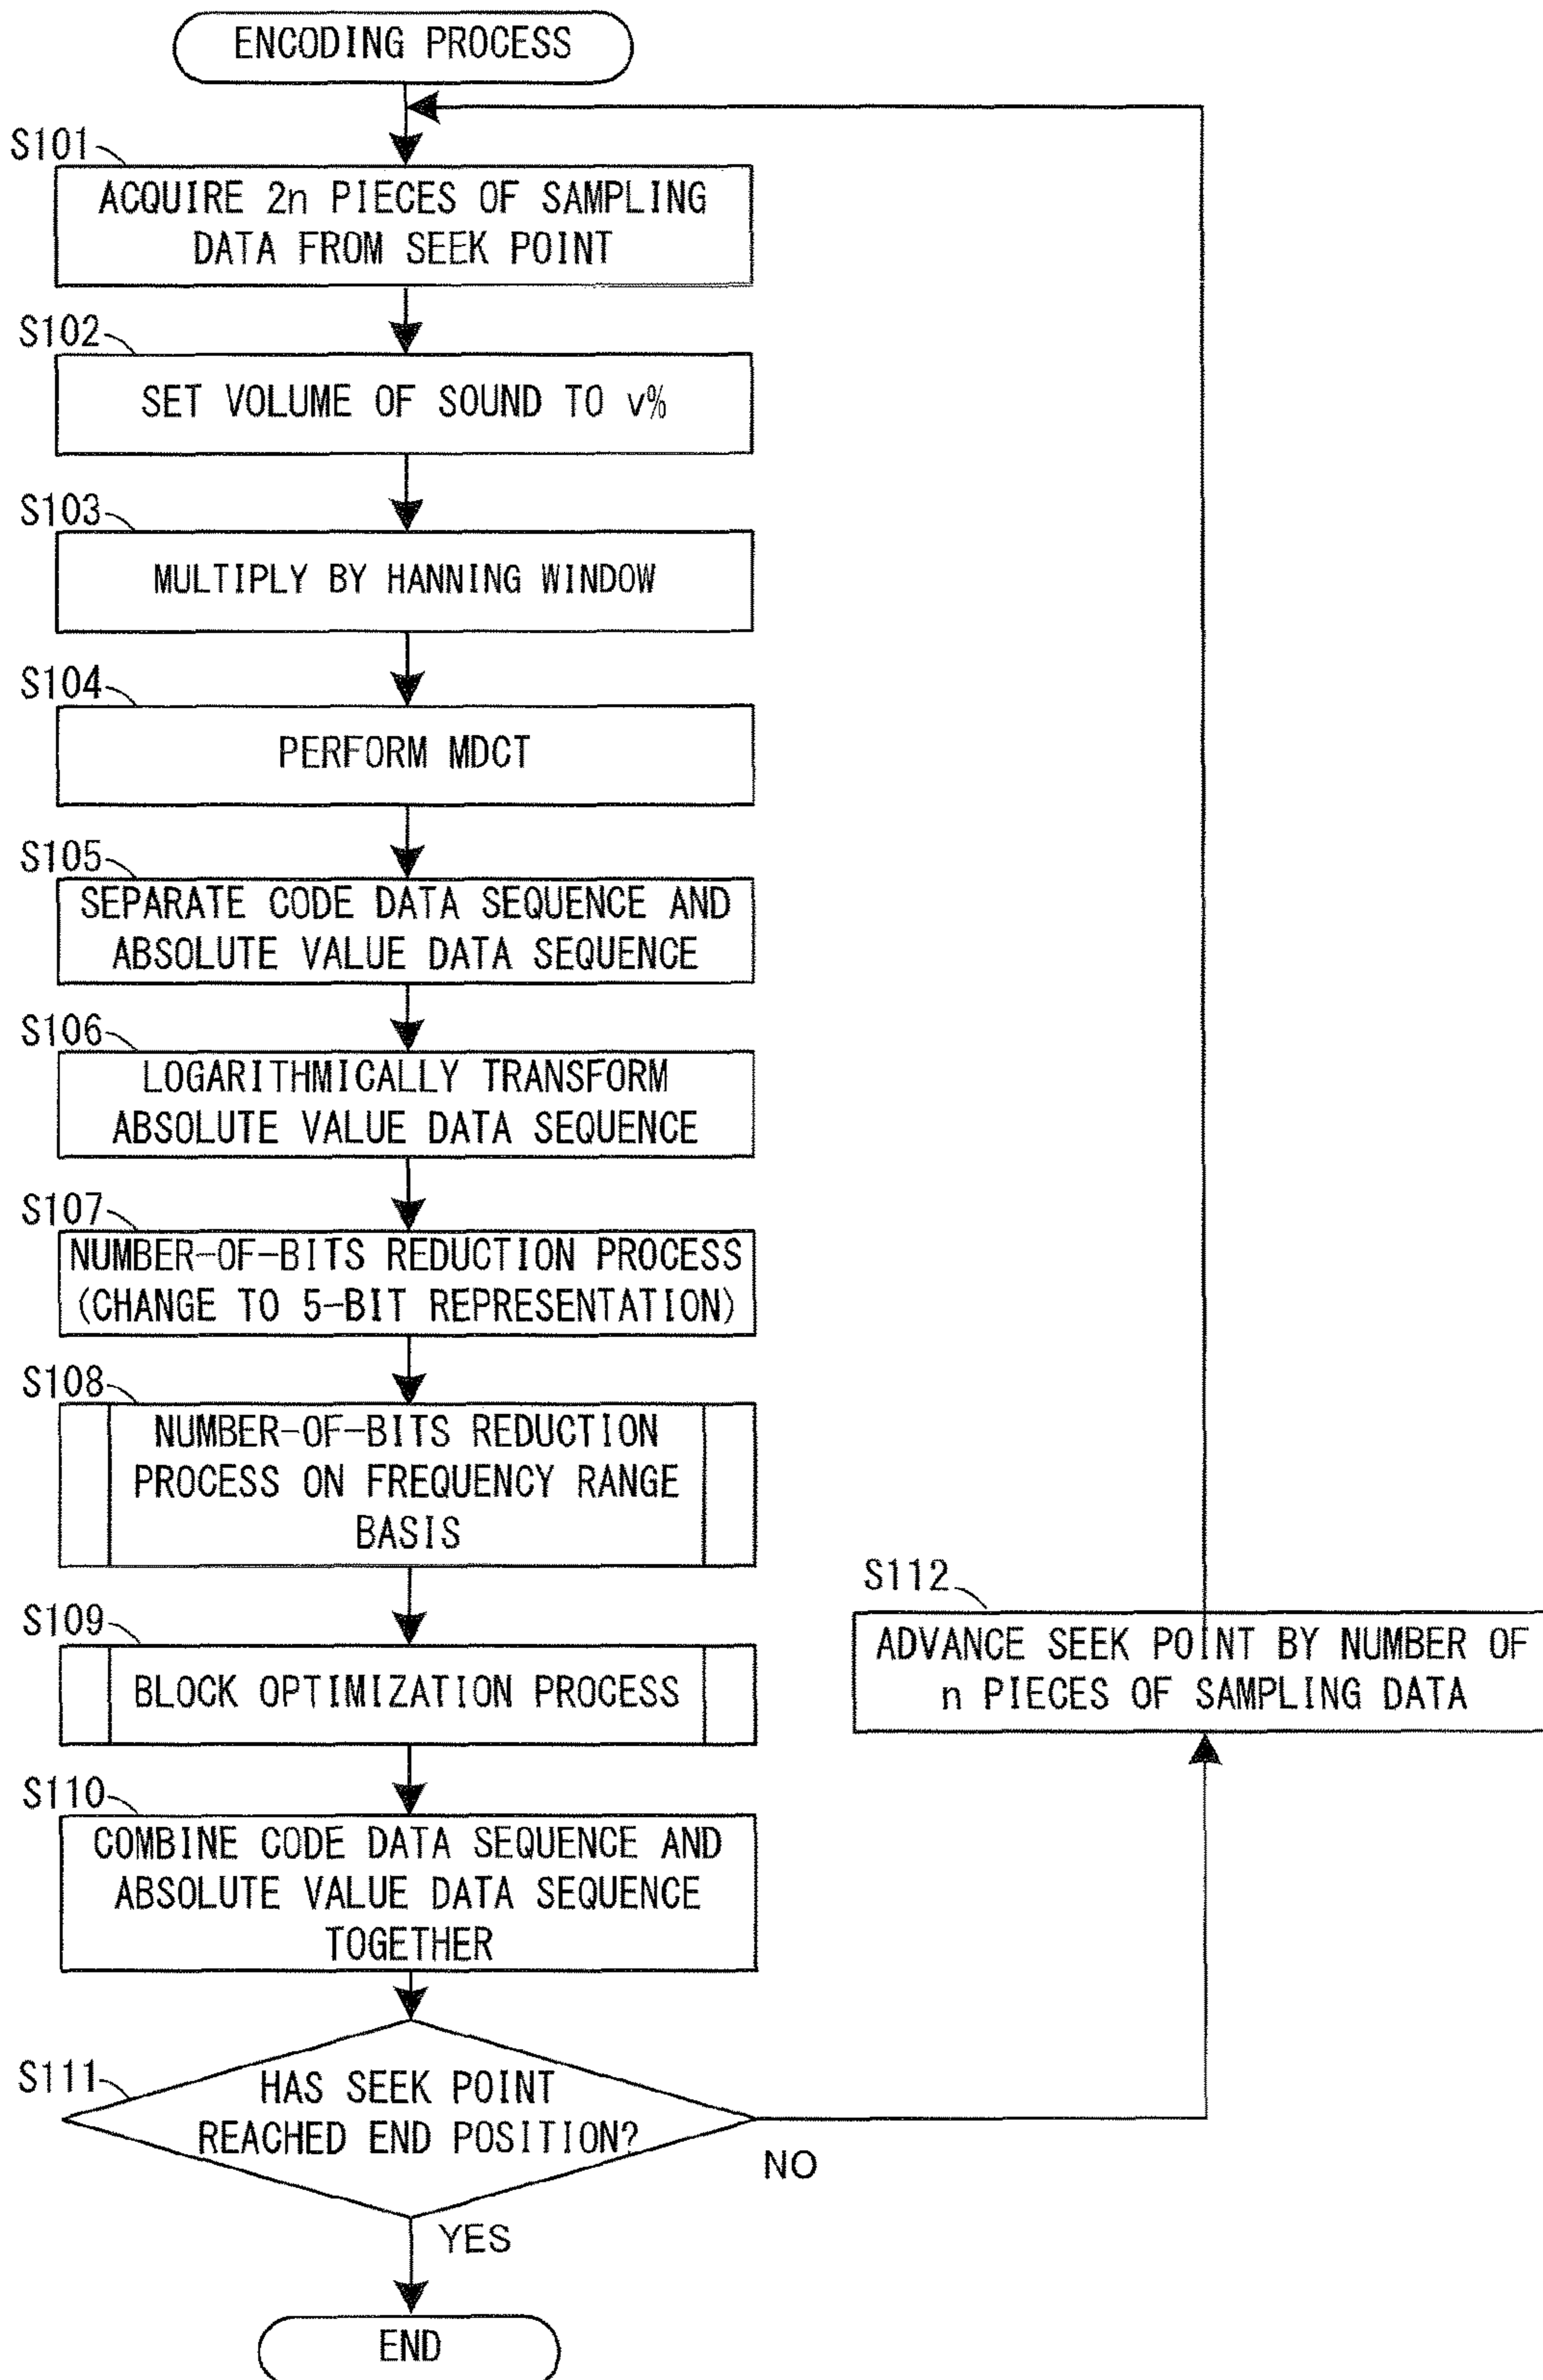 ENCODING PROCESS
S101
ACQUIRE 2n PIECES OF SAMPLING
DATA FROM SEEK POINT
S102
SET VOLUME OF SOUND TO v%
S103
MULTIPLY BY HANNING WINDOW
S104
PERFORM MDCT
S105
SEPARATE CODE DATA SEQUENCE AND
ABSOLUTE VALUE DATA SEQUENCE
S106
LOGARITHMICALLY TRANSFORM
ABSOLUTE VALUE DATA SEQUENCE
S107
NUMBER-OF-BITS REDUCTION PROCESS
(CHANGE TO 5-BIT REPRESENTATION)
S108
NUMBER-OF-BITS REDUCTION
PROCESS ON FREQUENCY RANGE
BASIS
S109
BLOCK OPTIMIZATION PROCESS
S110
COMBINE CODE DATA SEQUENCE AND
ABSOLUTE VALUE DATA SEQUENCE
TOGETHER
S111
HAS SEEK POINT
REACHED END POSITION?
NO
YES
END
S112
ADVANCE SEEK POINT BY NUMBER OF
n PIECES OF SAMPLING DATA